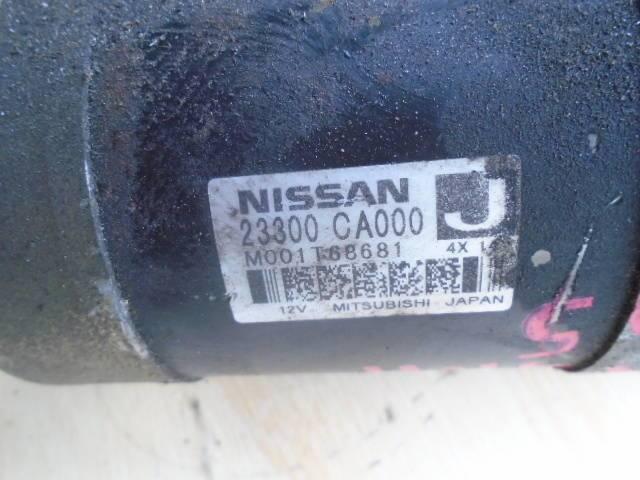 NISSAN
23300 CA000 J
M001T68681 4X
12V MITSUBISHI JAPAN